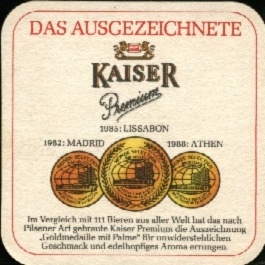 DAS AUSGEZEICHNETE
KAISER
Premium
1985: LISSABON
1982: MADRID 1988: ATHEN
Im Vergleich mit 111 Bieren aus aller Welt hat das nach
Pilsener Art gebraute Kaiser Premium die Auszeichnung
„Goldmedaille mit Palme" für unwiderstehlichen
Geschmack und edelhopfiges Aroma errungen.